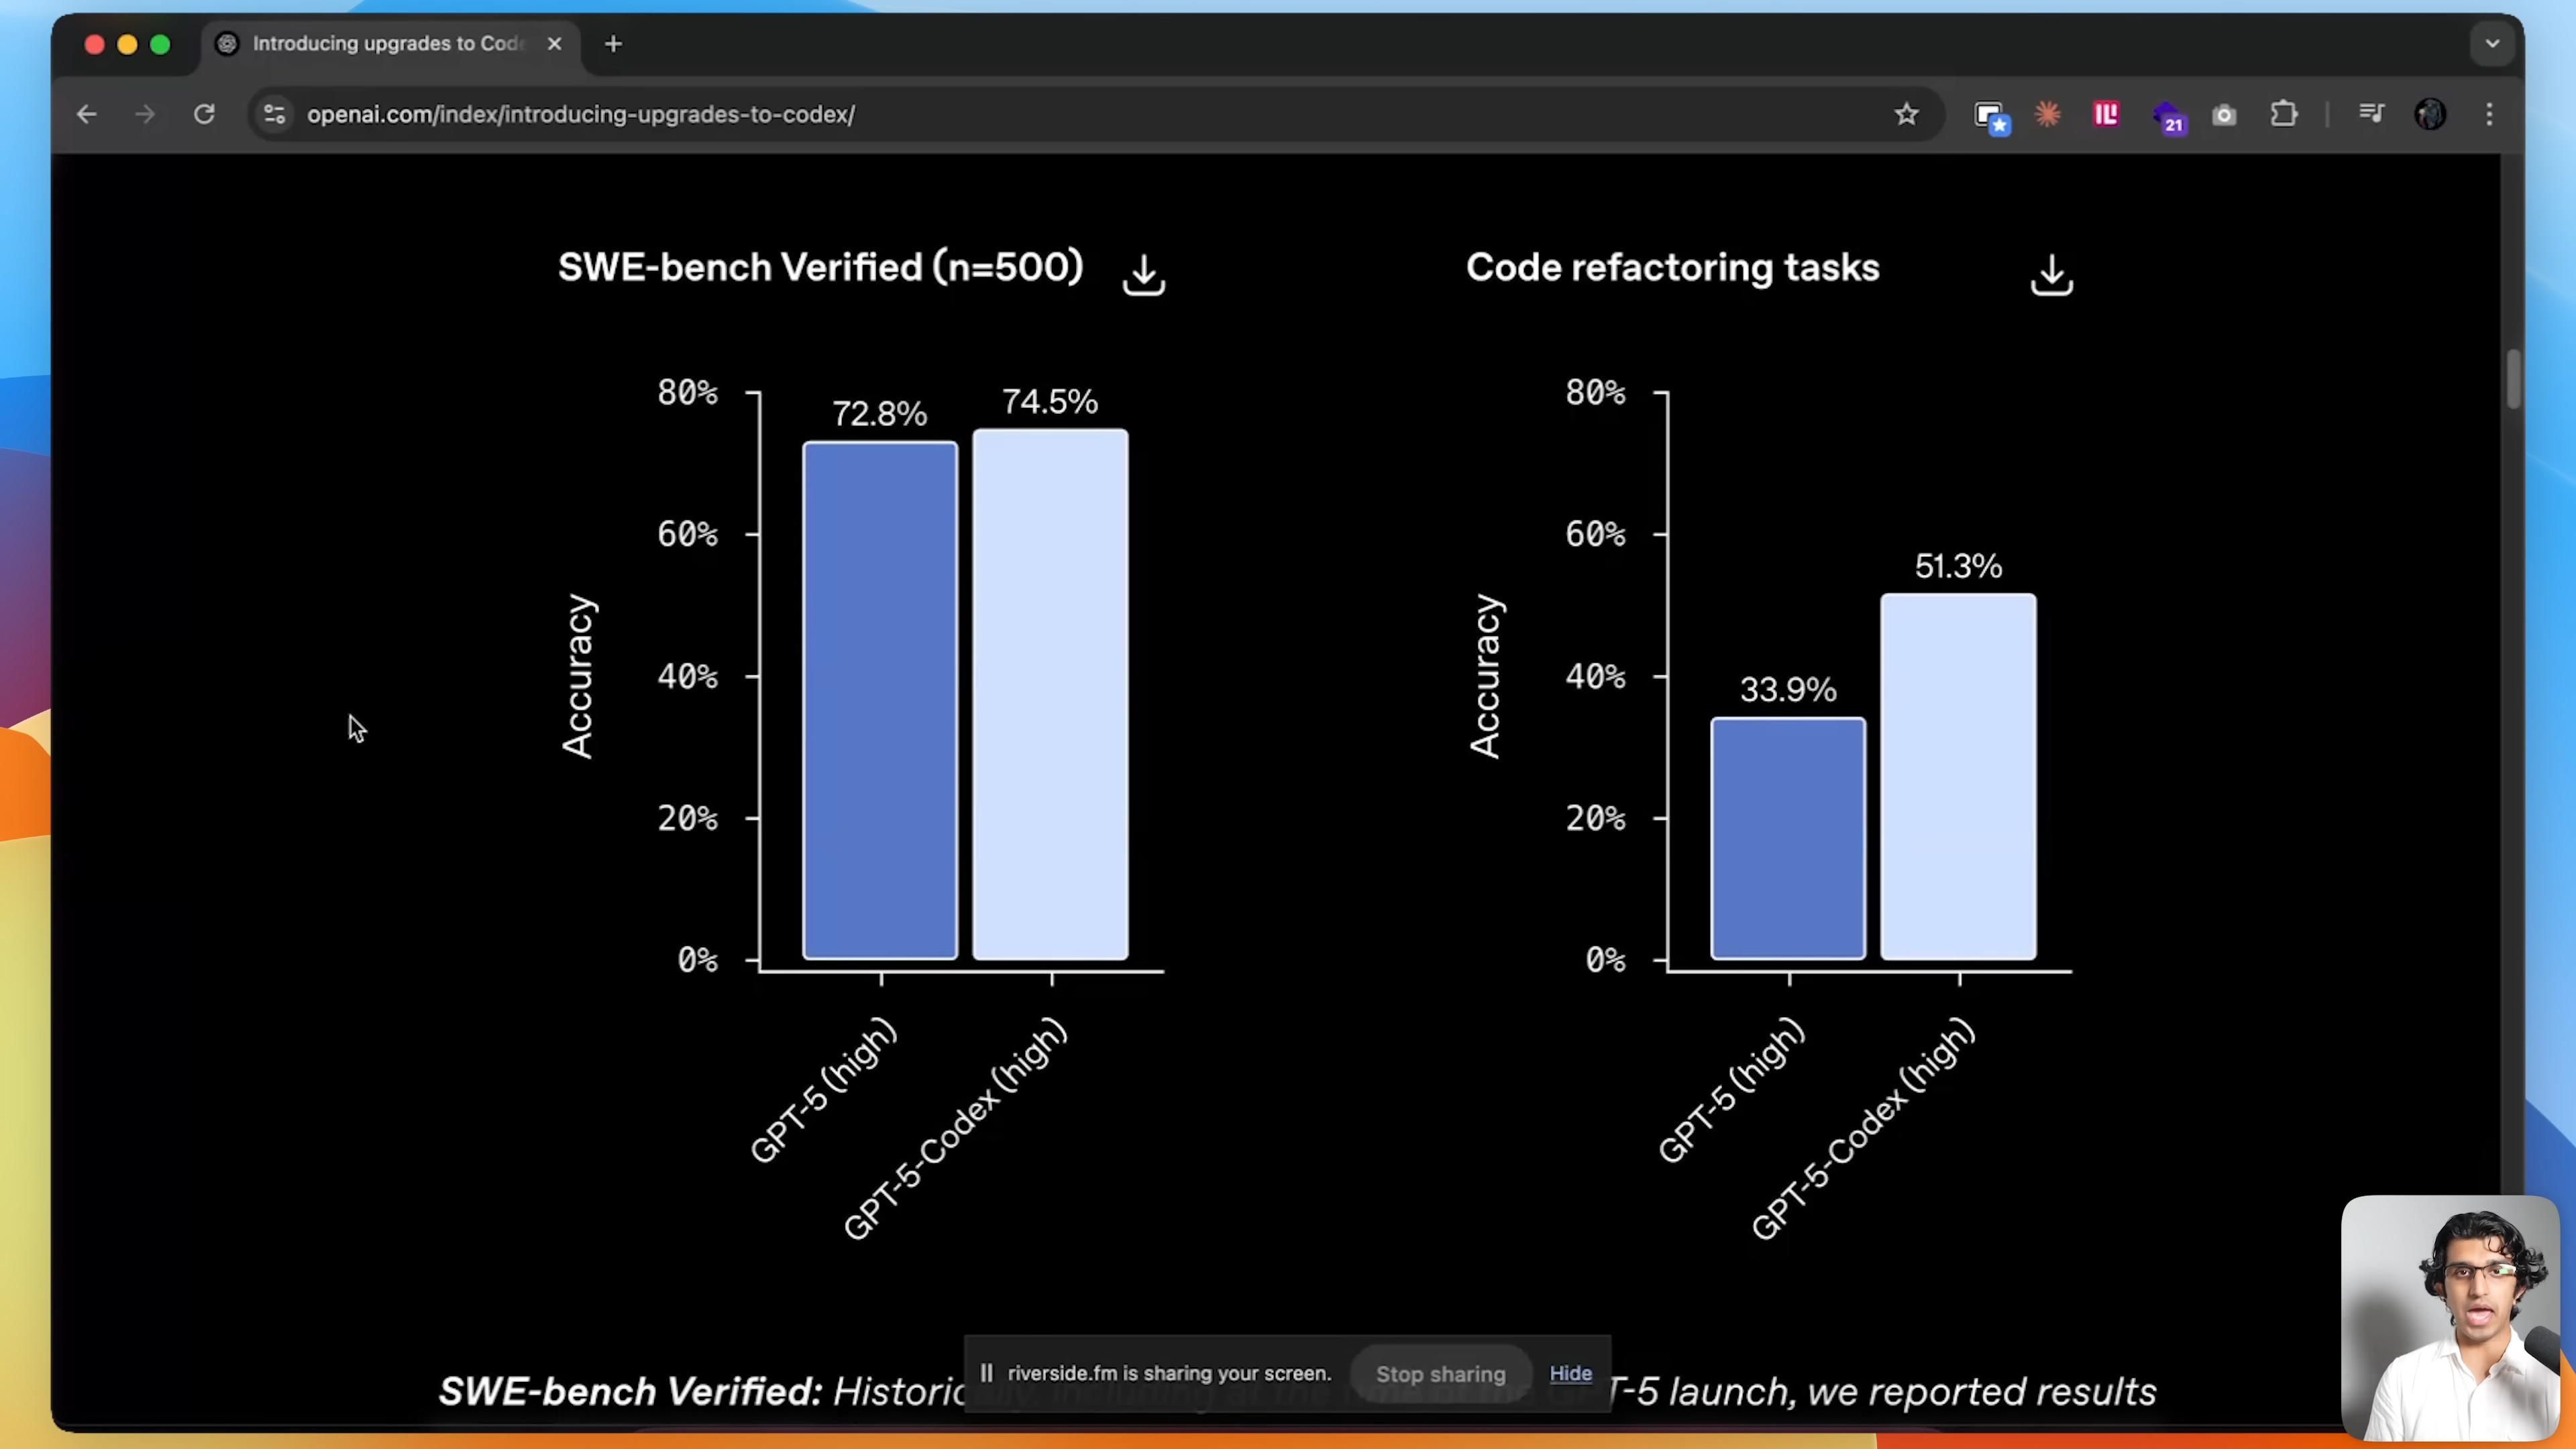 Introducing upgrades to Code
openai.com/index/introducing-upgrades-to-codex/
21
SWE-bench Verified (n=500)
80%
60%
40%
20%
0%
Accuracy
72.8%
74.5%
GPT-5 (high)
GPT-5-Codex (high)
Code refactoring tasks
80%
60%
40%
20%
0%
Accuracy
33.9%
51.3%
GPT-5 (high)
GPT-5-Codex (high)
riverside.fm is sharing your screen.
Stop sharing
Hide
SWE-bench Verified: T-5 launch, we reported results